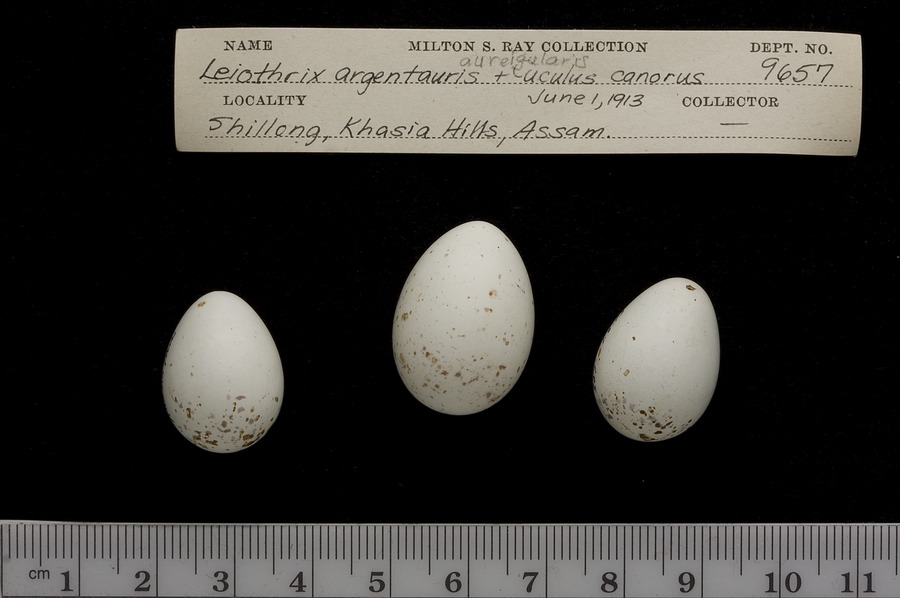 NAME MILTON S. RAY COLLECTION DEPT. NO.
aureigularis
Leiothrix argentauris + Cuculus canorus 9657
LOCALITY June 1, 1913 COLLECTOR
Shillong, Khasia Hills, Assam. —
cm 1 2 3 4 5 6 7 8 9 10 11